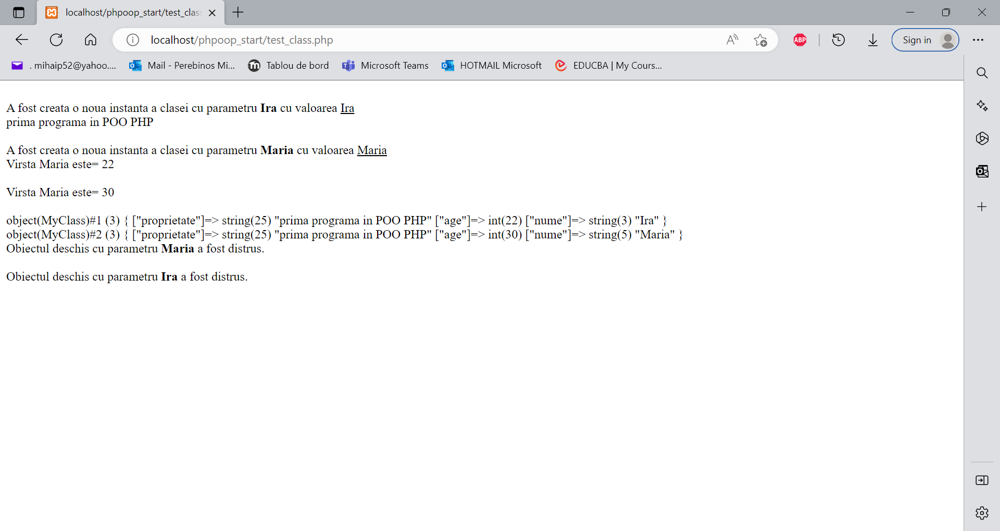 localhost/phpoop_start/test_clas
localhost/phpoop_start/test_class.php
A
ABP
Sign in
. mihaip52@yahoo....
Mail - Perebinos Mi...
Tablou de bord
Microsoft Teams
HOTMAIL Microsoft
EDUCBA | My Cours...
A fost creata o noua instanta a clasei cu parametru Ira cu valoarea Ira
prima programa in POO PHP
A fost creata o noua instanta a clasei cu parametru Maria cu valoarea Maria
Virsta Maria este= 22
Virsta Maria este= 30
object(MyClass)#1 (3) { ["proprietate"]=> string(25) "prima programa in POO PHP" ["age"]=> int(22) ["nume"]=> string(3) "Ira" }
object(MyClass)#2 (3) { ["proprietate"]=> string(25) "prima programa in POO PHP" ["age"]=> int(30) ["nume"]=> string(5) "Maria" }
Obiectul deschis cu parametru Maria a fost distrus.
Obiectul deschis cu parametru Ira a fost distrus.